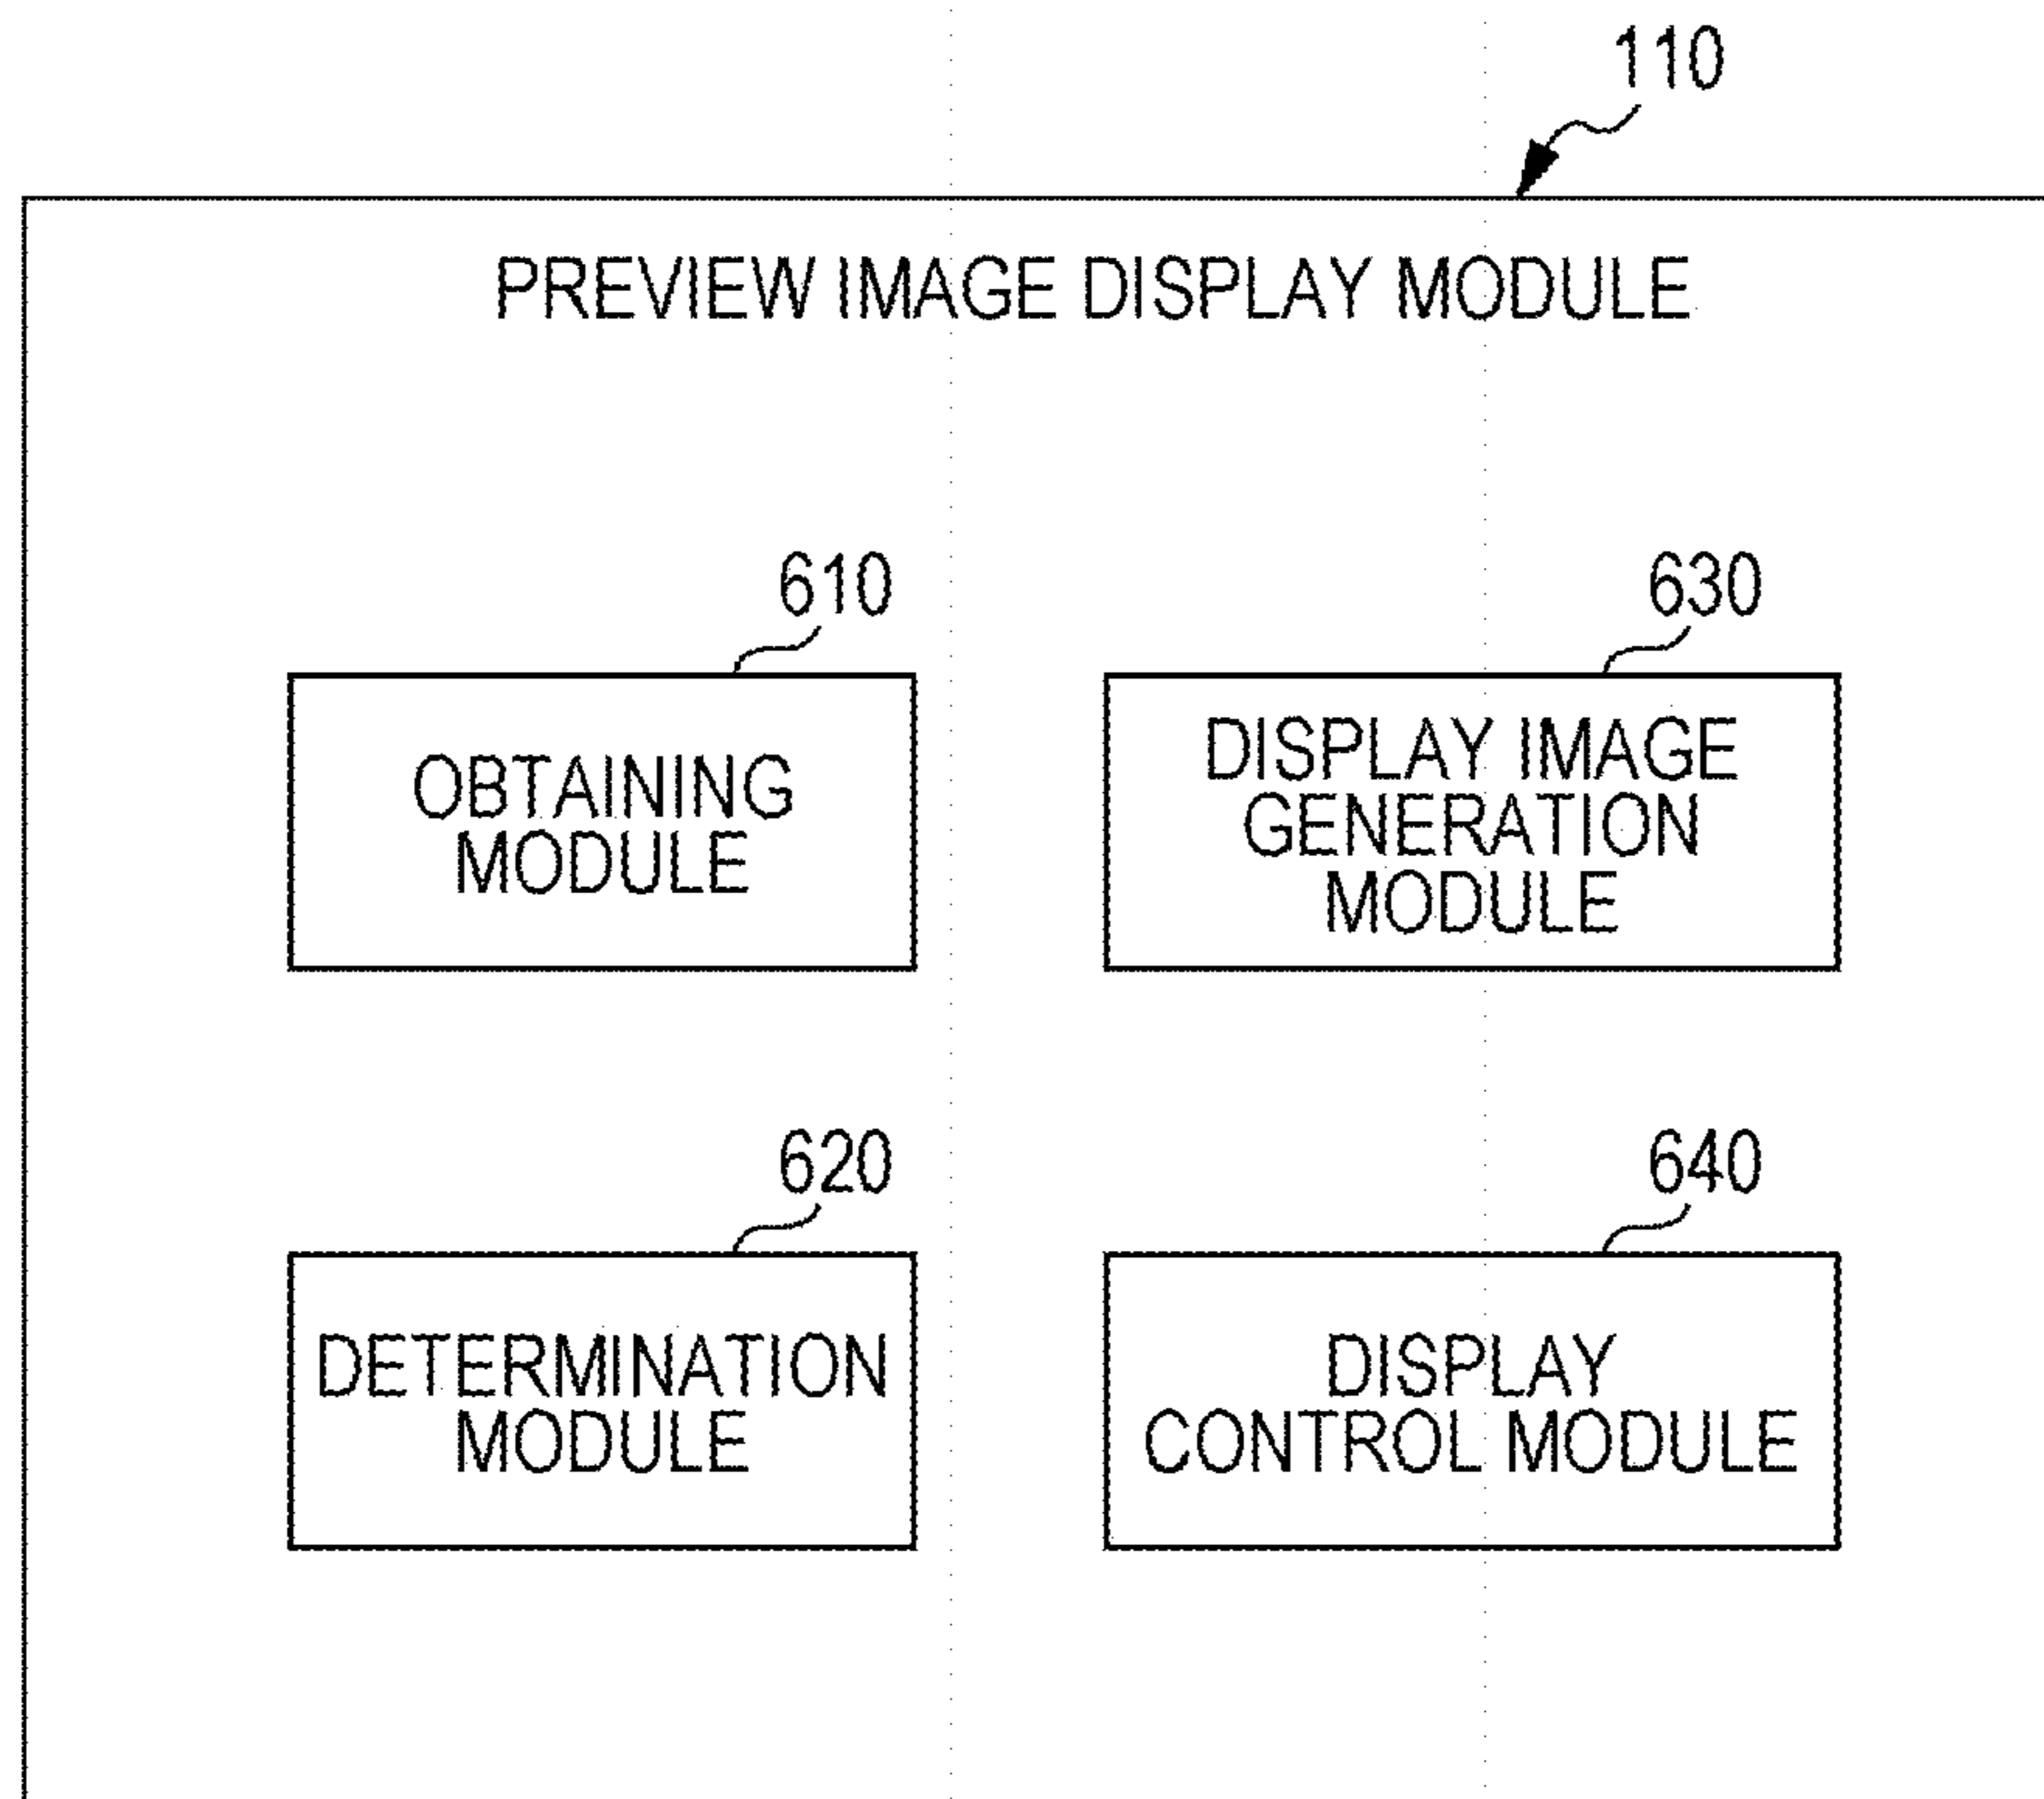 110
PREVIEW IMAGE DISPLAY MODULE
610
OBTAINING
MODULE
630
DISPLAY IMAGE
GENERATION
MODULE
620
DETERMINATION
MODULE
640
DISPLAY
CONTROL MODULE